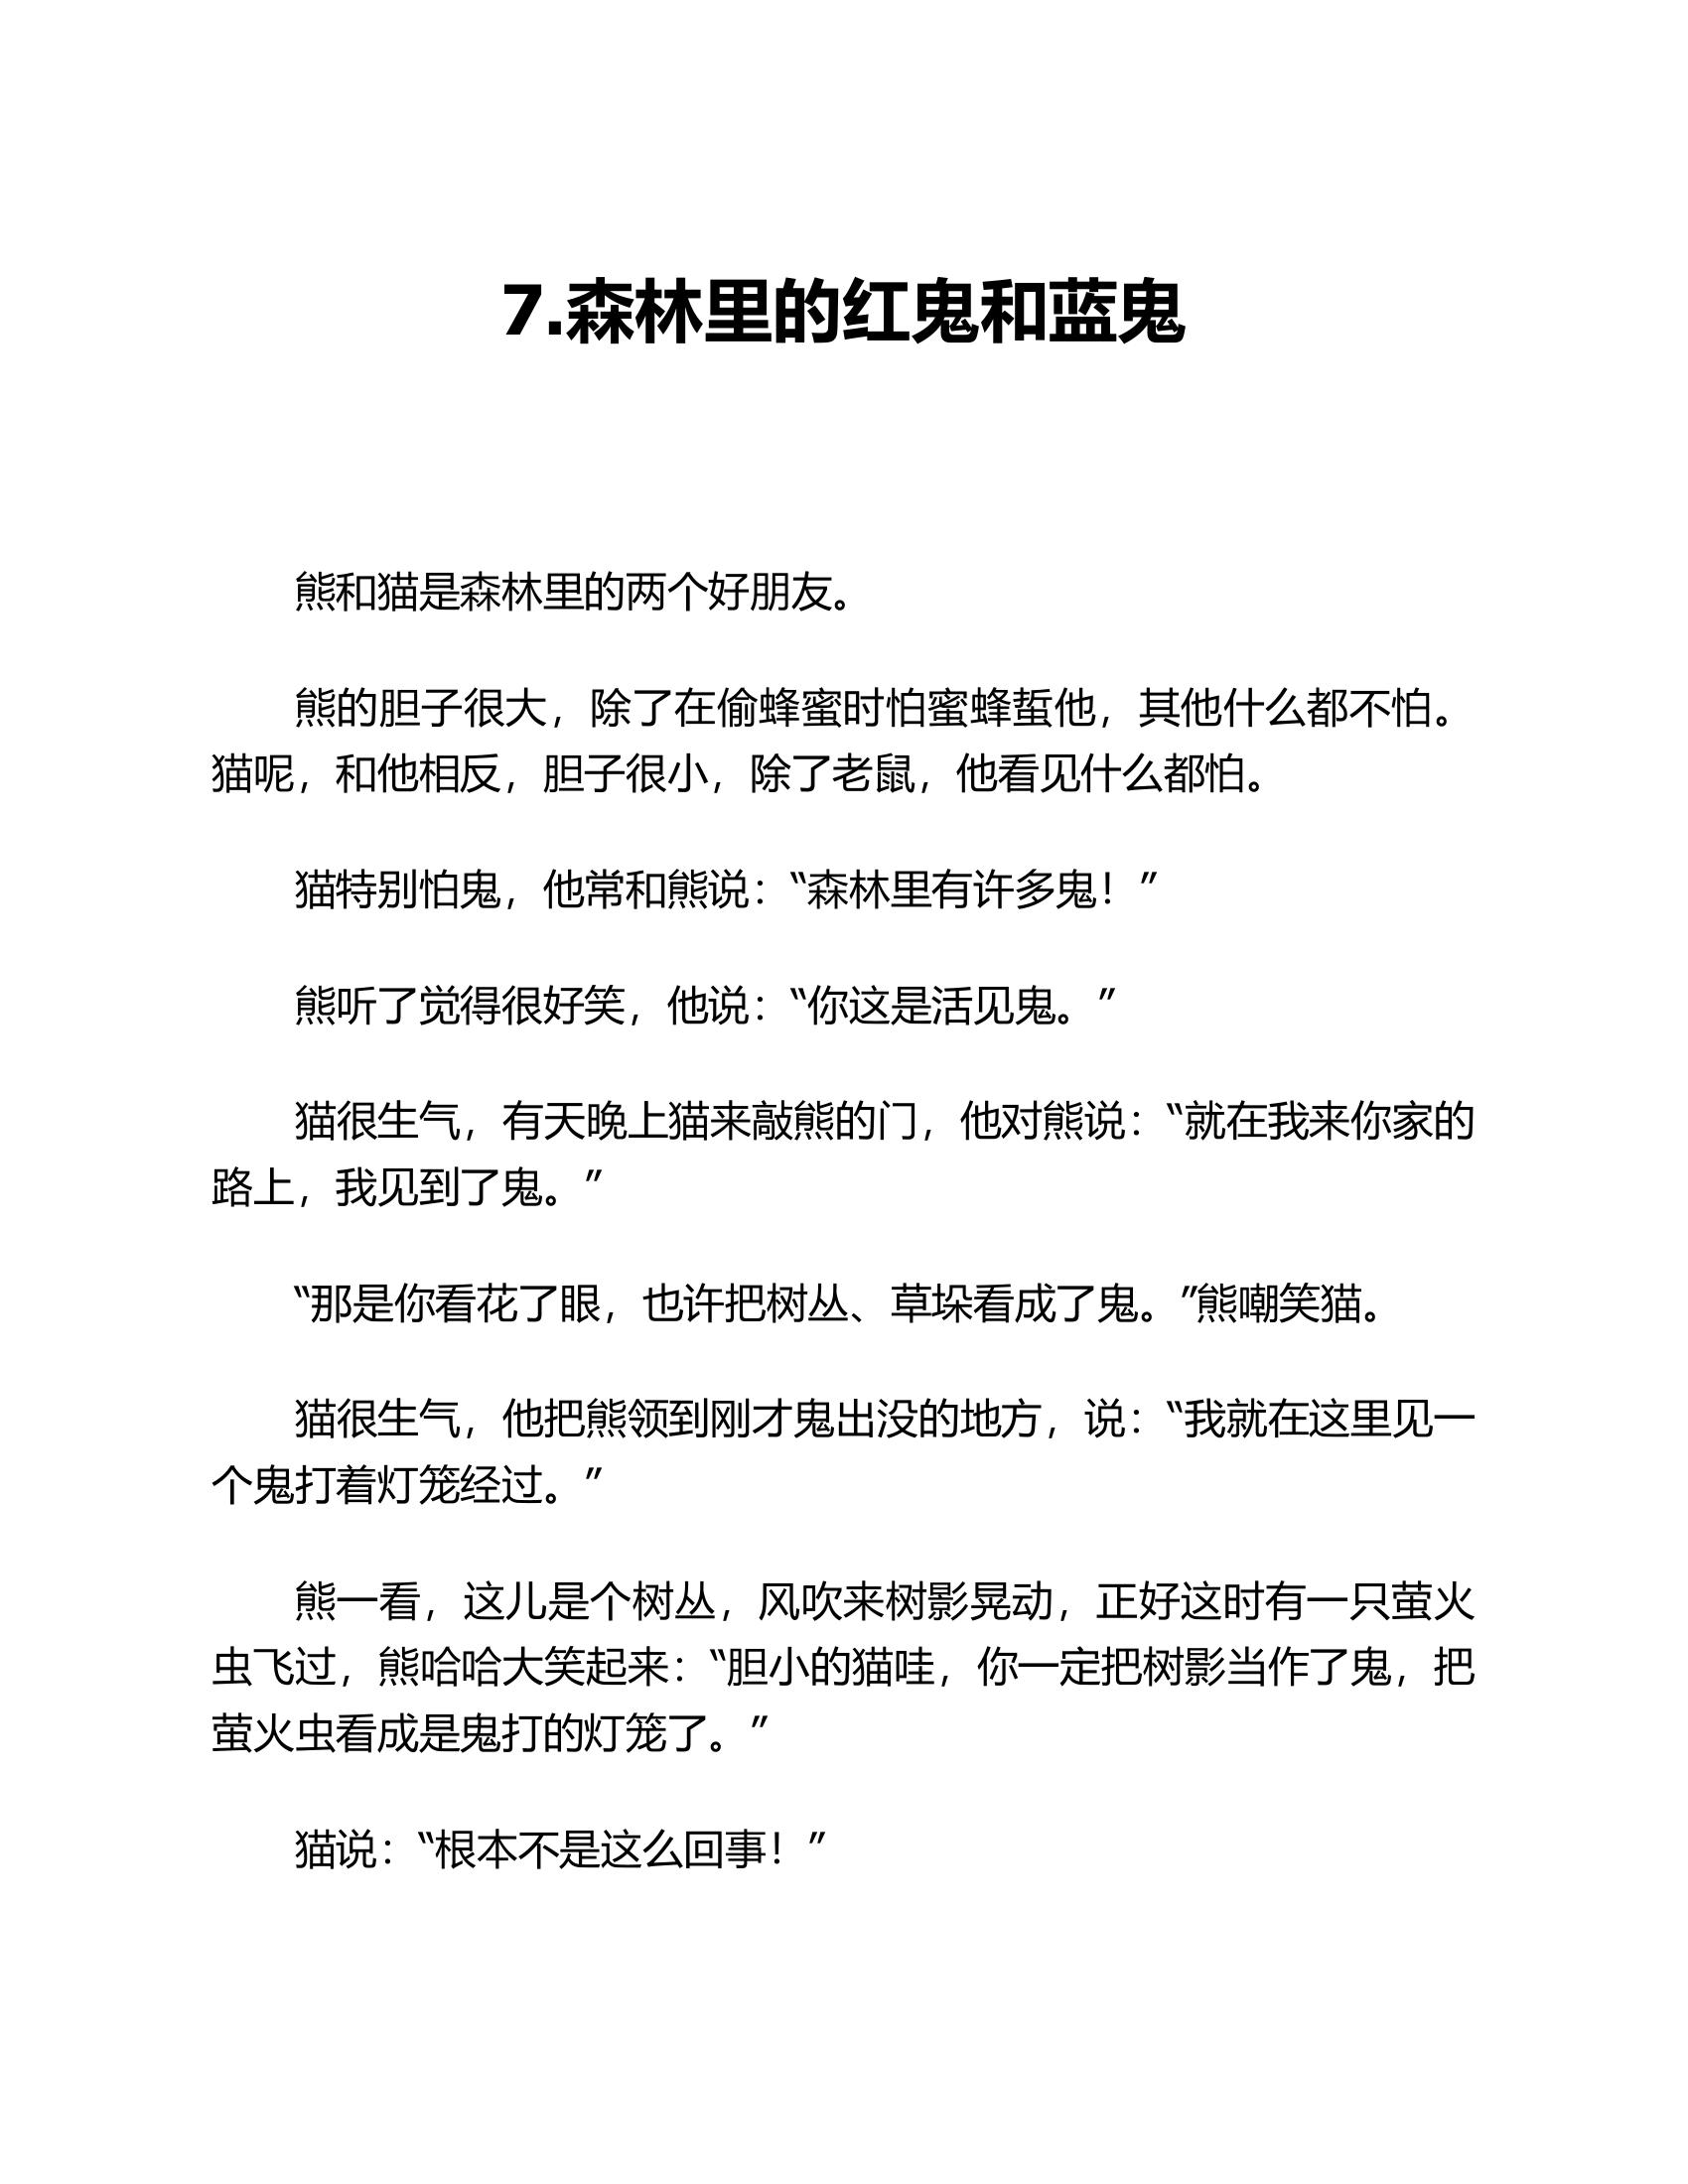 7.森林里的红鬼和蓝鬼
熊和猫是森林里的两个好朋友。
熊的胆子很大，除了在偷蜂蜜时怕蜜蜂蜇他，其他什么都不怕。
猫呢，和他相反，胆子很小，除了老鼠，他看见什么都怕。
猫特别怕鬼，他常和熊说：“森林里有许多鬼！”
熊听了觉得很好笑，他说：“你这是活见鬼。”
猫很生气，有天晚上猫来敲熊的门，他对熊说：“就在我来你家的
路上，我见到了鬼。”
“那是你看花了眼，也许把树丛、草垛看成了鬼。”熊嘲笑猫。
猫很生气，他把熊领到刚才鬼出没的地方，说：“我就在这里见一
个鬼打着灯笼经过。”
熊一看，这儿是个树丛，风吹来树影晃动，正好这时有一只萤火
虫飞过，熊哈哈大笑起来：“胆小的猫哇，你一定把树影当作了鬼，把
萤火虫看成是鬼打的灯笼了。”
猫说：“根本不是这么回事！”